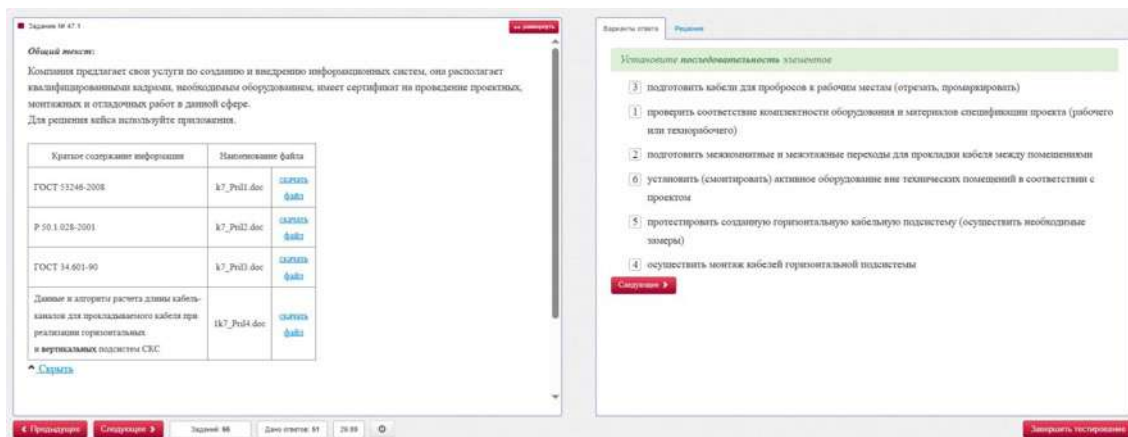 Задание № 47.1
развернуть
Общий текст:
Компания предлагает свои услуги по созданию и внедрению информационных систем, она располагает
квалифицированными кадрами, необходимым оборудованием, имеет сертификат на проведение проектных,
монтажных и отладочных работ в данной сфере.
Для решения кейса используйте приложения.
Краткое содержание информации
Наименование файла
ГОСТ 53246-2008
k7_Pril1.doc
скачать
файл
Р 50.1.028-2001
k7_Pril2.doc
скачать
файл
ГОСТ 34.601-90
k7_Pril3.doc
скачать
файл
Данные и алгоритм расчета длины кабель-
каналов для прокладываемого кабеля при
реализации горизонтальных
и вертикальных подсистем СКС
1k7_Pril4.doc
скачать
файл
Скрыть
Предыдущее
Следующее
Заданий: 66
Дано ответов: 51
Варианты ответа
Решение
Установите последовательность элементов
3 подготовить кабели для пробросов к рабочим местам (отрезать, промаркировать)
1 проверить соответствие комплектности оборудования и материалов спецификации проекта (рабочего
или технорабочего)
2 подготовить межкомнатные и межэтажные переходы для прокладки кабеля между помещениями
6 установить (смонтировать) активное оборудование вне технических помещений в соответствии с
проектом
5 протестировать созданную горизонтальную кабельную подсистему (осуществить необходимые
замеры)
4 осуществить монтаж кабелей горизонтальной подсистемы
Следующее
Завершить тестирование